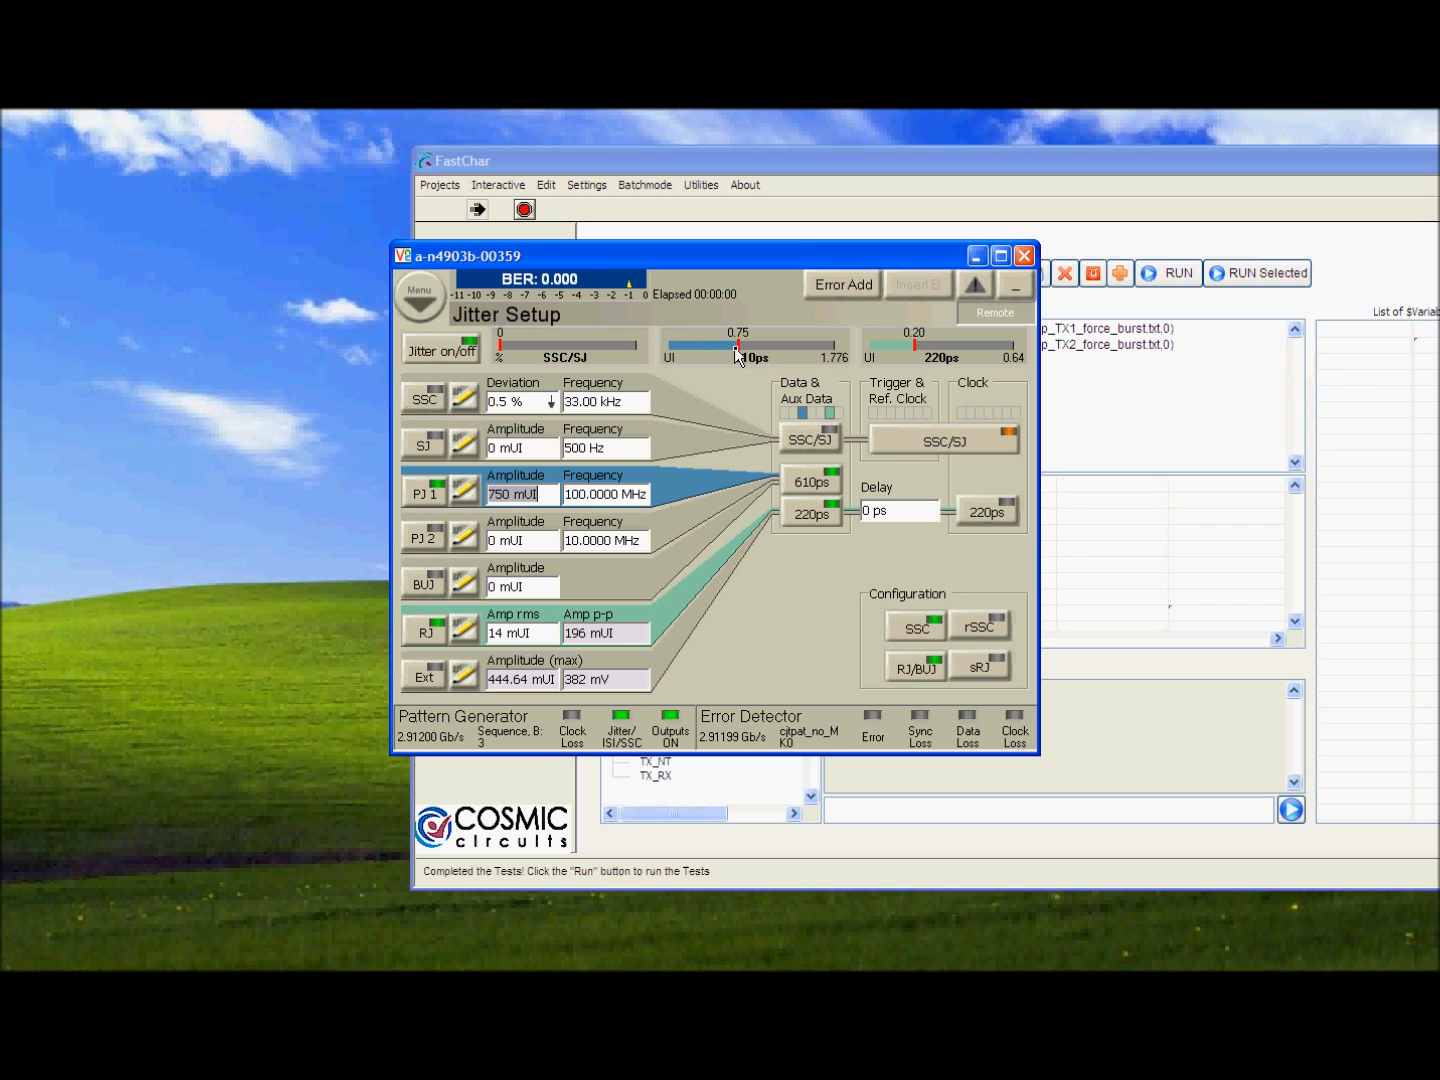 FastChar
Projects Interactive Edit Settings Batchmode Utilities About
a-n4903b-00359
Menu
BER: 0.000
-11 -10 -9 -8 -7 -6 -5 -4 -3 -2 -1 0 Elapsed 00:00:00
Error Add Insert B
Jitter Setup
Remote
RUN RUN Selected
List of $Variab
Jitter on/off
0 0.75 0.20
% SSC/SJ UI 10ps 1.776 UI 220ps 0.64
p_TX1_force_burst.txt,0)
p_TX2_force_burst.txt,0)
SSC Deviation Frequency
0.5 % 33.00 kHz
SJ Amplitude Frequency
0 mUI 500 Hz
PJ 1 Amplitude Frequency
750 mUI 100.0000 MHz
PJ 2 Amplitude Frequency
0 mUI 10.0000 MHz
BUJ Amplitude
0 mUI
RJ Amp rms Amp p-p
14 mUI 196 mUI
Ext Amplitude (max)
444.64 mUI 382 mV
Data & Aux Data
Trigger & Ref. Clock
Clock
SSC/SJ SSC/SJ
610ps
220ps
Delay
0 ps
220ps
Configuration
SSC rSSC
RJ/BUJ sRJ
Pattern Generator
2.91200 Gb/s
Sequence, B:
3
Clock Loss
Jitter/ ISI/SSC
Outputs ON
Error Detector
2.91199 Gb/s
cjtpat_no_M
K0
Error
Sync Loss
Data Loss
Clock Loss
TX_NT
TX_RX
COSMIC
circuits
Completed the Tests! Click the "Run" button to run the Tests